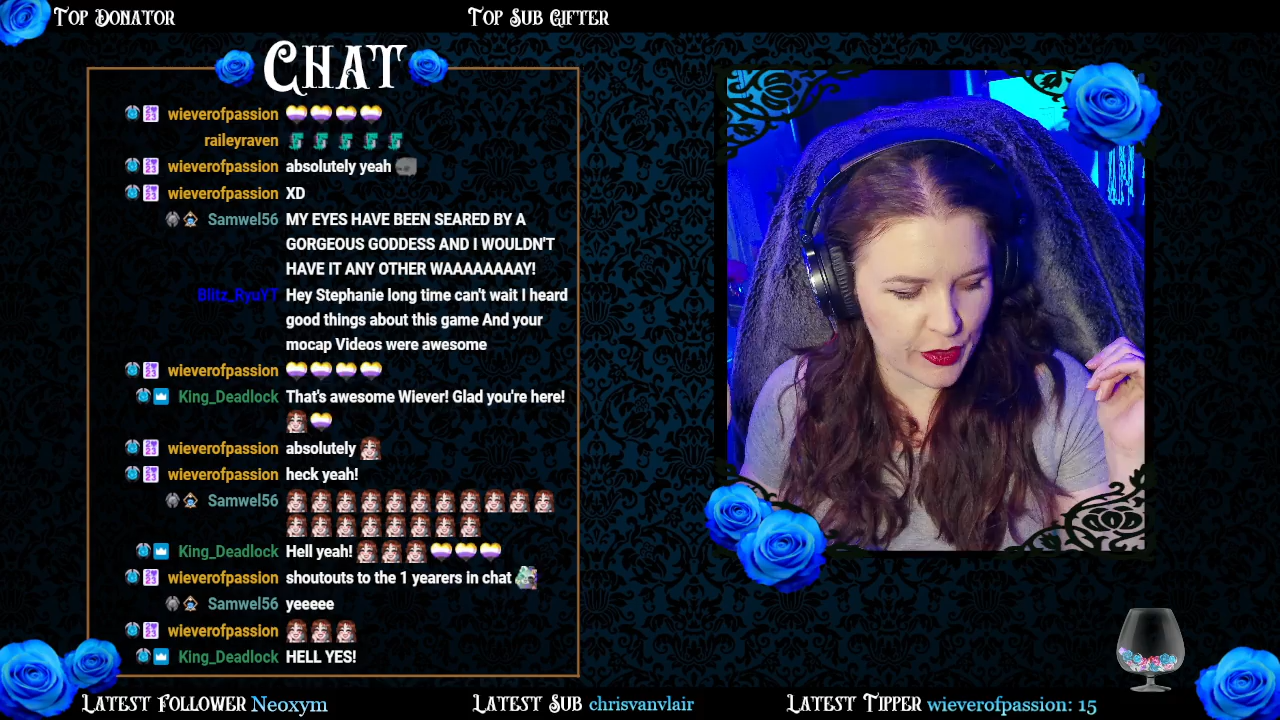 Top Donator
Top Sub Gifter
Chat
wieverofpassion
raileyraven
wieverofpassion absolutely yeah
wieverofpassion XD
Samwel56 MY EYES HAVE BEEN SEARED BY A
GORGEOUS GODDESS AND I WOULDN'T
HAVE IT ANY OTHER WAAAAAAAY!
Blitz_RyuYT Hey Stephanie long time can't wait I heard
good things about this game And your
mocap Videos were awesome
wieverofpassion
King_Deadlock That's awesome Wiever! Glad you're here!
wieverofpassion absolutely
wieverofpassion heck yeah!
Samwel56
King_Deadlock Hell yeah!
wieverofpassion shoutouts to the 1 yearers in chat
Samwel56 yeeeee
wieverofpassion
King_Deadlock HELL YES!
Latest Follower Neoxym
Latest Sub chrisvanvlair
Latest Tipper wieverofpassion: 15